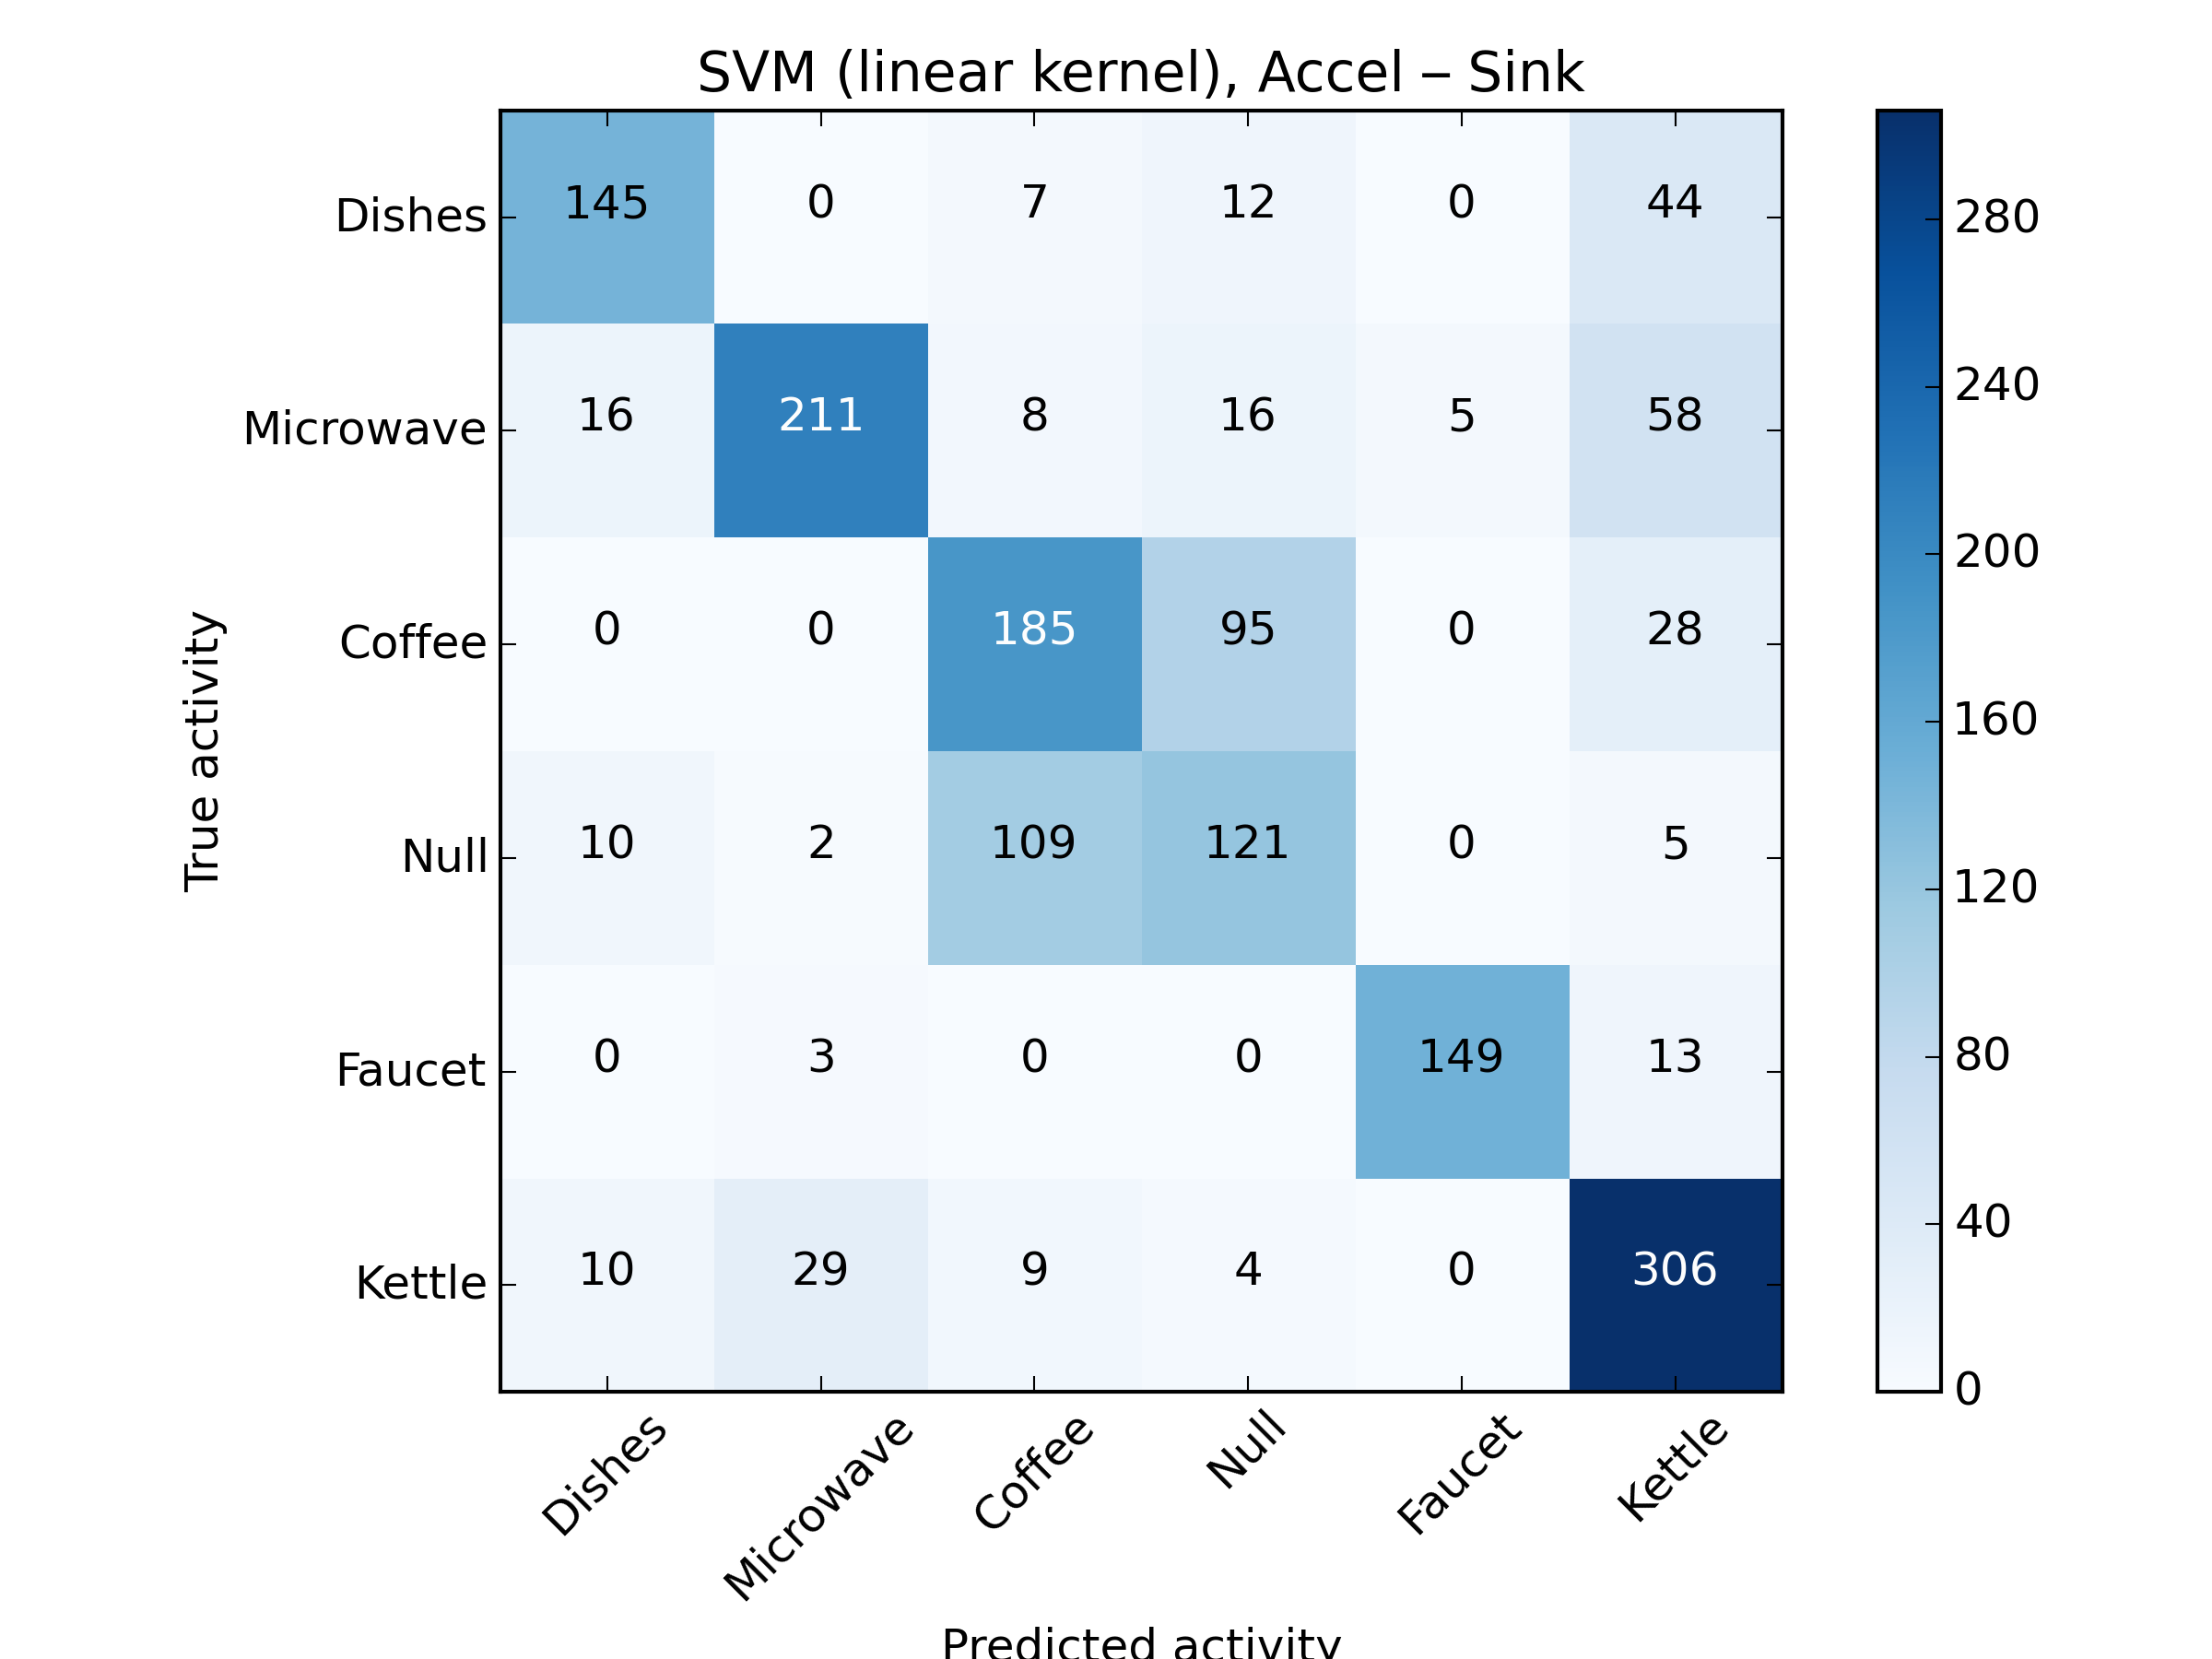 SVM (linear kernel), Accel – Sink
Dishes 145 0 7 12 0 44
Microwave 16 211 8 16 5 58
Coffee 0 0 185 95 0 28
Null 10 2 109 121 0 5
Faucet 0 3 0 0 149 13
Kettle 10 29 9 4 0 306
True activity
Dishes Microwave Coffee Null Faucet Kettle
Predicted activity
280
240
200
160
120
80
40
0